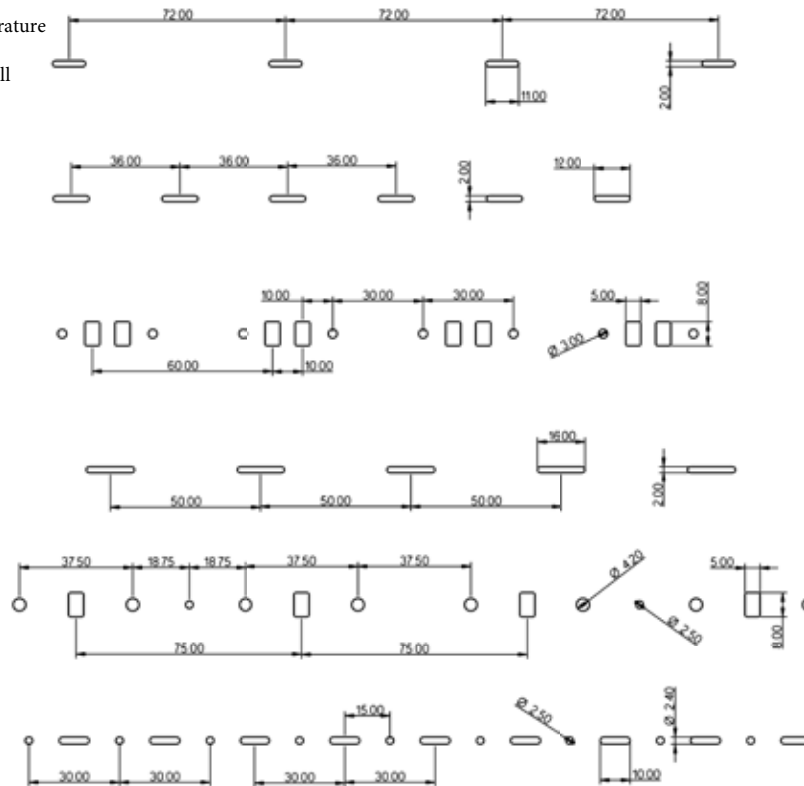 rature
72.00 72.00 72.00
ll
11.00 2.00
36.00 36.00 36.00 2.00 12.00
10.00 30.00 30.00 5.00 8.00
Ø 3.00
60.00 10.00
16.00
50.00 50.00 50.00 2.00
37.50 18.75 18.75 37.50 37.50 Ø 4.20 5.00
Ø 2.50 8.00
75.00 75.00
15.00 Ø 2.50 Ø 2.40
30.00 30.00 30.00 30.00 10.00